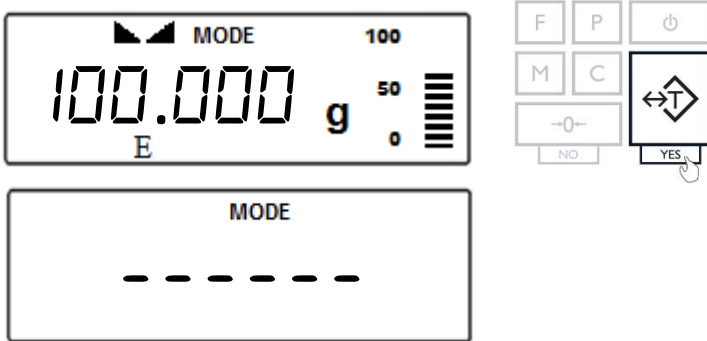 MODE 100
100.000 g 50
E 0
F P
M C
↔T
→0←
NO YES
MODE
------